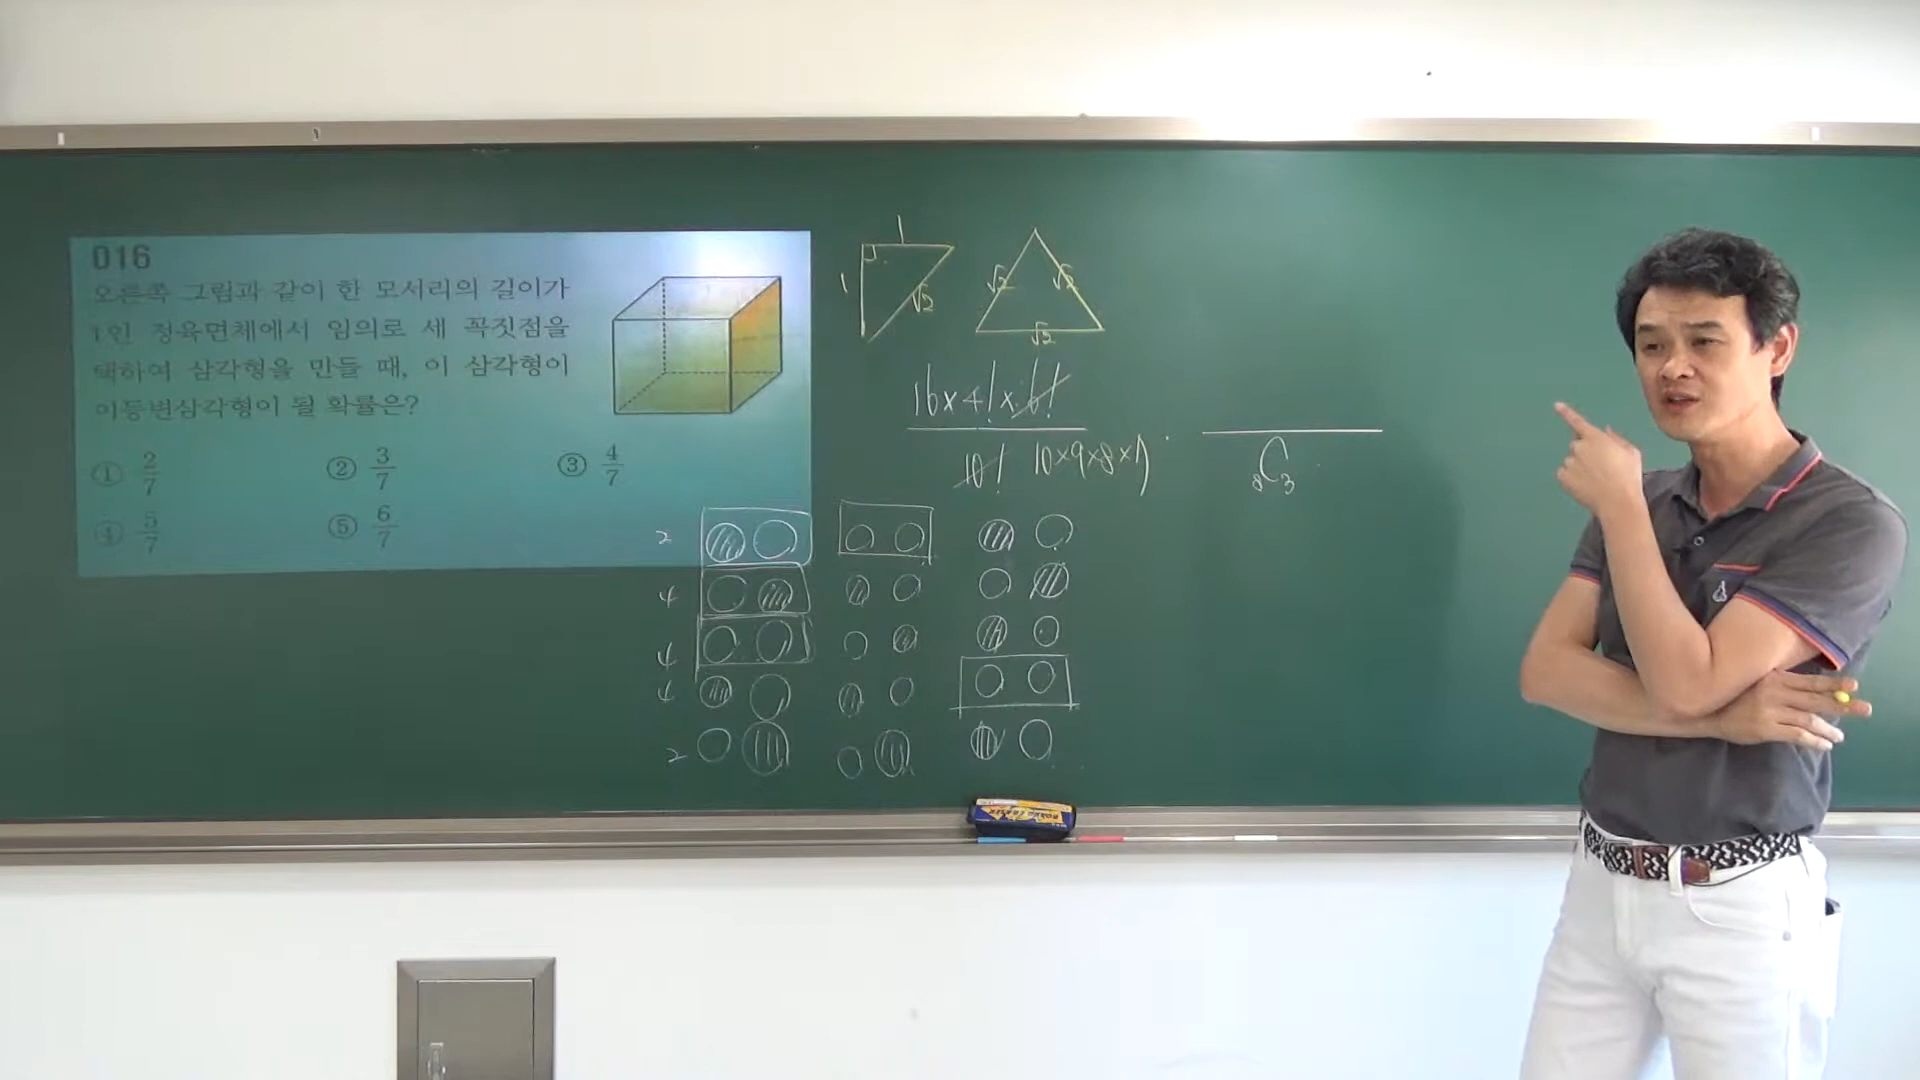 016
오른쪽 그림과 같이 한 모서리의 길이가
1인 정육면체에서 임의로 세 꼭짓점을
택하여 삼각형을 만들 때, 이 삼각형이
이등변삼각형이 될 확률은?
① 2/7 ② 3/7 ③ 4/7
④ 5/7 ⑤ 6/7
1
1
√2
√2 √2
√2
16×4!×6!
10! 10×9×8×7
₈C₃
2
4
4
4
2